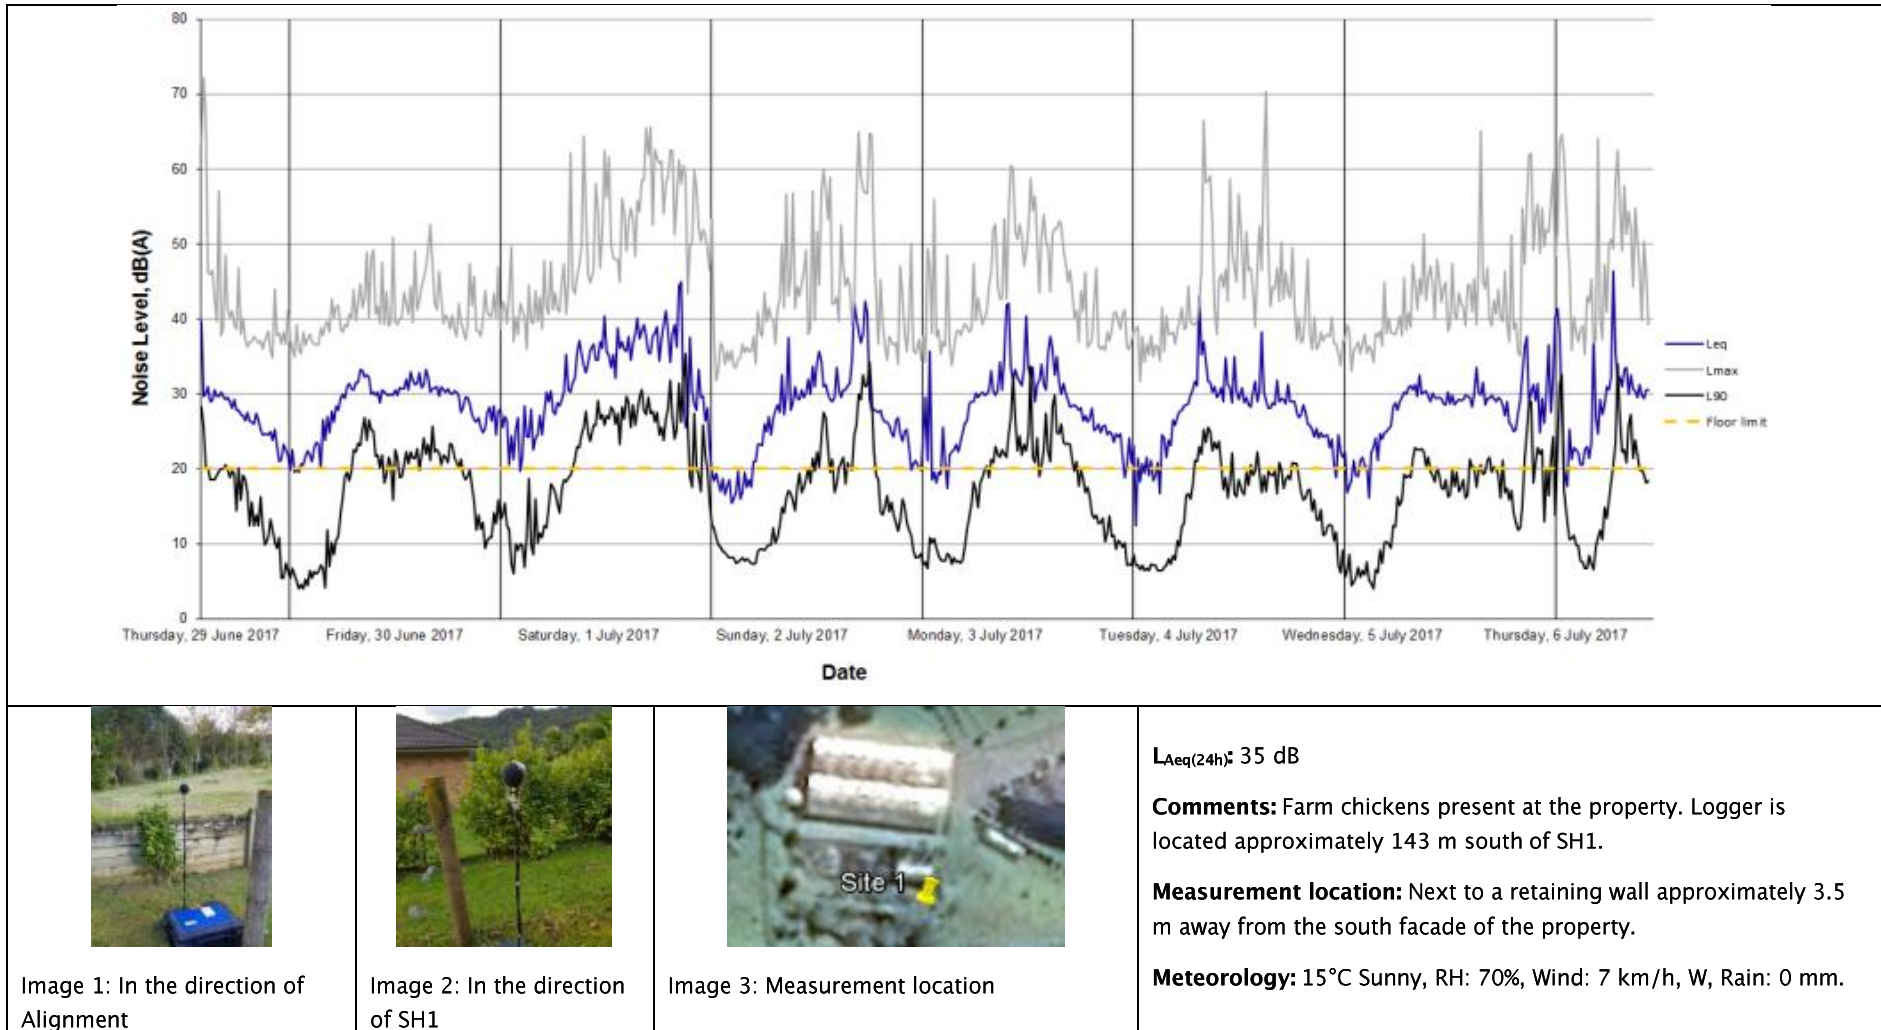 80
70
60
50
40
30
20
10
0
Noise Level, dB(A)
Thursday, 29 June 2017
Friday, 30 June 2017
Saturday, 1 July 2017
Sunday, 2 July 2017
Monday, 3 July 2017
Tuesday, 4 July 2017
Wednesday, 5 July 2017
Thursday, 6 July 2017
Date
Leq
Lmax
L90
Floor limit
Site 1
Image 1: In the direction of
Alignment
Image 2: In the direction
of SH1
Image 3: Measurement location
LAeq(24h): 35 dB
Comments: Farm chickens present at the property. Logger is
located approximately 143 m south of SH1.
Measurement location: Next to a retaining wall approximately 3.5
m away from the south facade of the property.
Meteorology: 15°C Sunny, RH: 70%, Wind: 7 km/h, W, Rain: 0 mm.